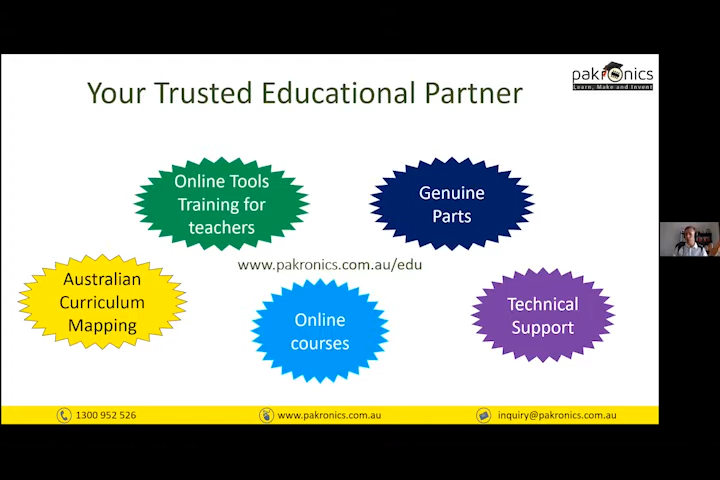 pakronics
Learn, Make and Invent
Your Trusted Educational Partner
Online Tools
Training for
teachers
Genuine
Parts
www.pakronics.com.au/edu
Australian
Curriculum
Mapping
Online
courses
Technical
Support
1300 952 526
www.pakronics.com.au
inquiry@pakronics.com.au